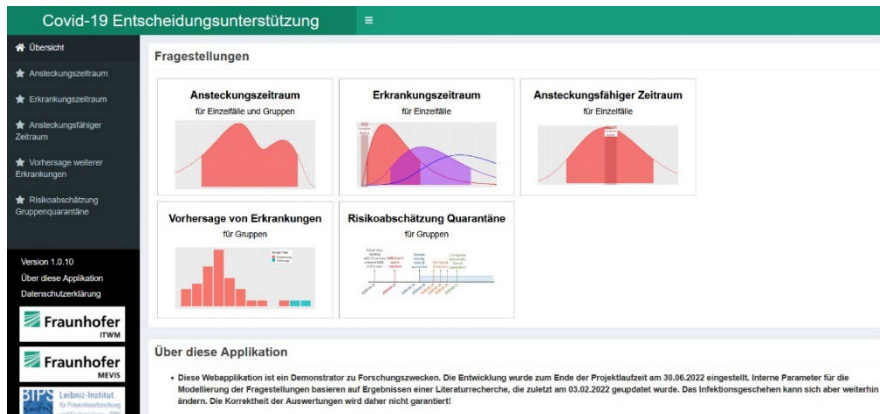 Covid-19 Entscheidungsunterstützung
Übersicht
Ansteckungszeitraum
Erkrankungszeitraum
Ansteckungsfähiger
Zeitraum
Vorhersage weiterer
Erkrankungen
Risikoabschätzung
Gruppenquarantäne
Version 1.0.10
Über diese Applikation
Datenschutzerklärung
Fraunhofer
ITWM
Fraunhofer
MEVIS
BIPS Leibniz-Institut
Fragestellungen
Ansteckungszeitraum
für Einzelfälle und Gruppen
Erkrankungszeitraum
für Einzelfälle
Ansteckungsfähiger Zeitraum
für Einzelfälle
Vorhersage von Erkrankungen
für Gruppen
Risikoabschätzung Quarantäne
für Gruppen
Über diese Applikation
• Diese Webapplikation ist ein Demonstrator zu Forschungszwecken. Die Entwicklung wurde zum Ende der Projektlaufzeit am 30.06.2022 eingestellt. Interne Parameter für die
Modellierung der Fragestellungen basieren auf Ergebnissen einer Literaturrecherche, die zuletzt am 03.02.2022 geupdatet wurde. Das Infektionsgeschehen kann sich aber weiterhin
ändern. Die Korrektheit der Auswertungen wird daher nicht garantiert!